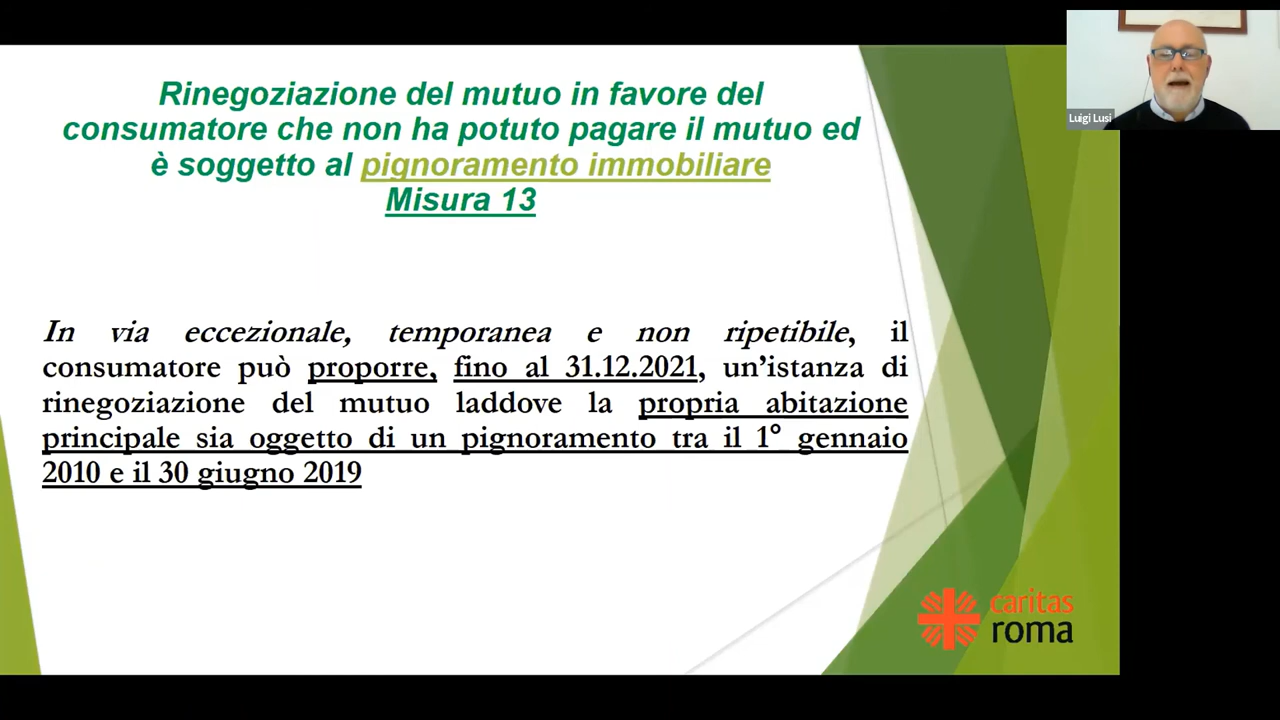 Rinegoziazione del mutuo in favore del
consumatore che non ha potuto pagare il mutuo ed
è soggetto al pignoramento immobiliare
Misura 13
In via eccezionale, temporanea e non ripetibile, il
consumatore può proporre, fino al 31.12.2021, un’istanza di
rinegoziazione del mutuo laddove la propria abitazione
principale sia oggetto di un pignoramento tra il 1° gennaio
2010 e il 30 giugno 2019
caritas
roma
Luigi Lusi